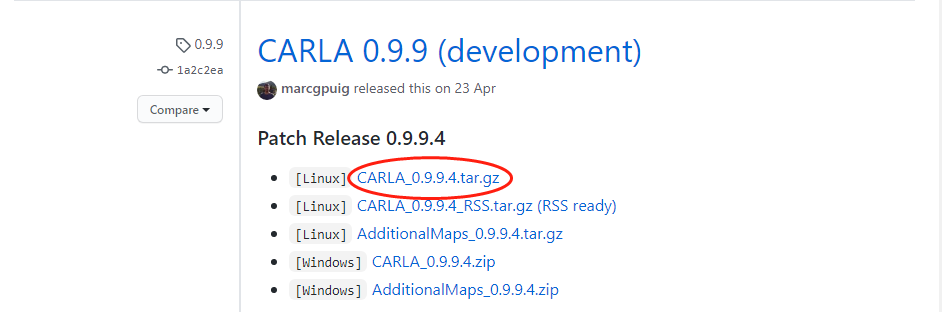 0.9.9
1a2c2ea
Compare
CARLA 0.9.9 (development)
marcgpuig released this on 23 Apr
Patch Release 0.9.9.4
[Linux] CARLA_0.9.9.4.tar.gz
[Linux] CARLA_0.9.9.4_RSS.tar.gz (RSS ready)
[Linux] AdditionalMaps_0.9.9.4.tar.gz
[Windows] CARLA_0.9.9.4.zip
[Windows] AdditionalMaps_0.9.9.4.zip